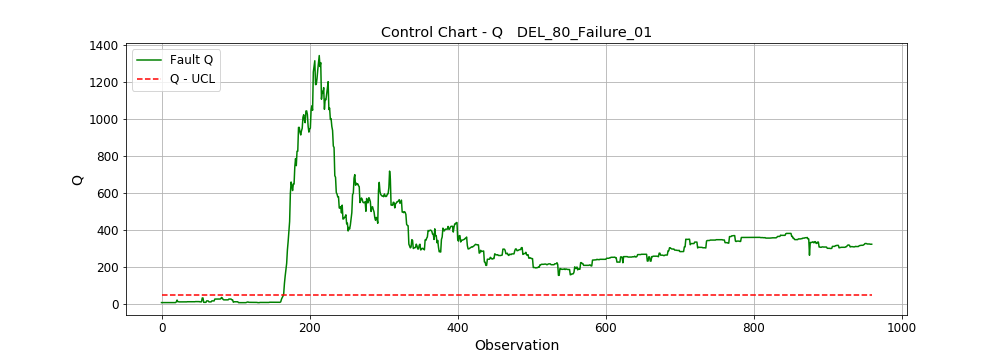 Control Chart - Q   DEL_80_Failure_01
Fault Q
Q - UCL
1400
1200
1000
800
600
400
200
0
Q
0 200 400 600 800 1000
Observation